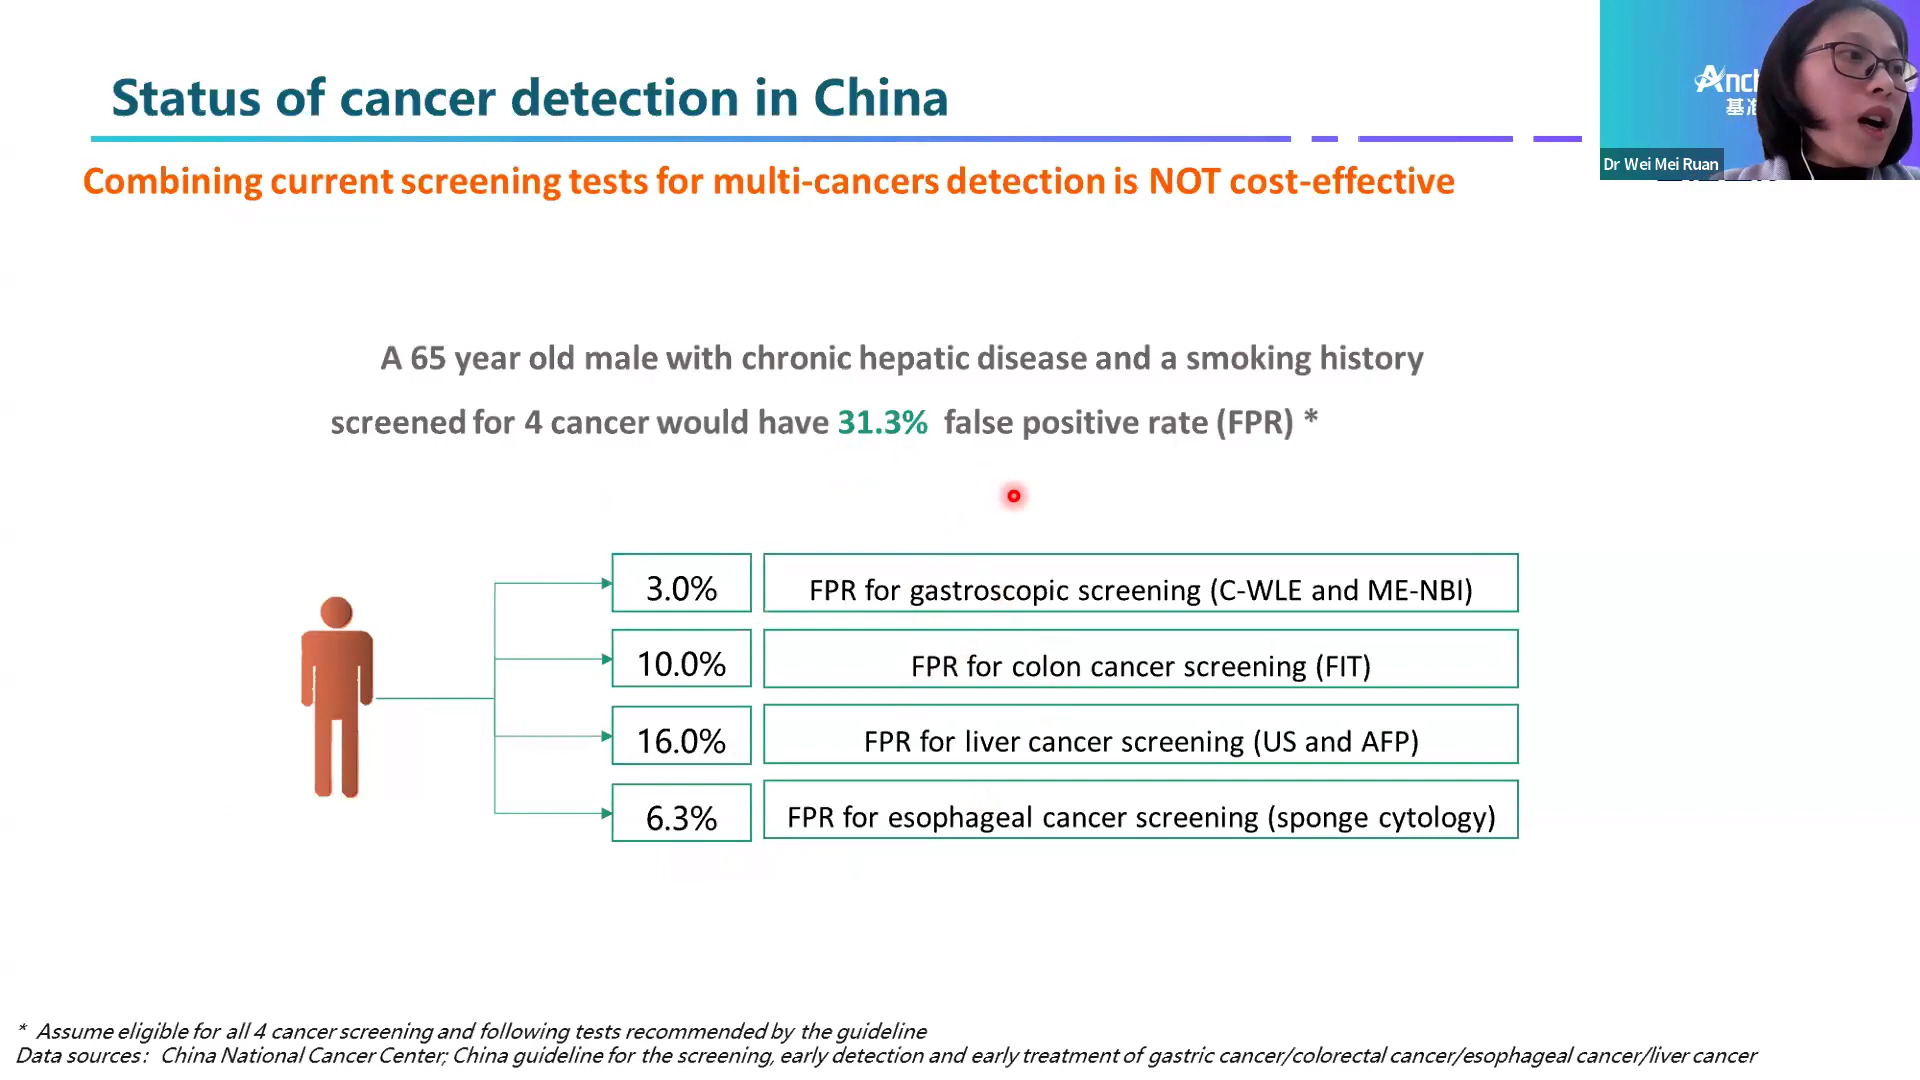 Status of cancer detection in China
Combining current screening tests for multi-cancers detection is NOT cost-effective
Dr Wei Mei Ruan
A 65 year old male with chronic hepatic disease and a smoking history
screened for 4 cancer would have 31.3% false positive rate (FPR) *
3.0% FPR for gastroscopic screening (C-WLE and ME-NBI)
10.0% FPR for colon cancer screening (FIT)
16.0% FPR for liver cancer screening (US and AFP)
6.3% FPR for esophageal cancer screening (sponge cytology)
* Assume eligible for all 4 cancer screening and following tests recommended by the guideline
Data sources: China National Cancer Center; China guideline for the screening, early detection and early treatment of gastric cancer/colorectal cancer/esophageal cancer/liver cancer